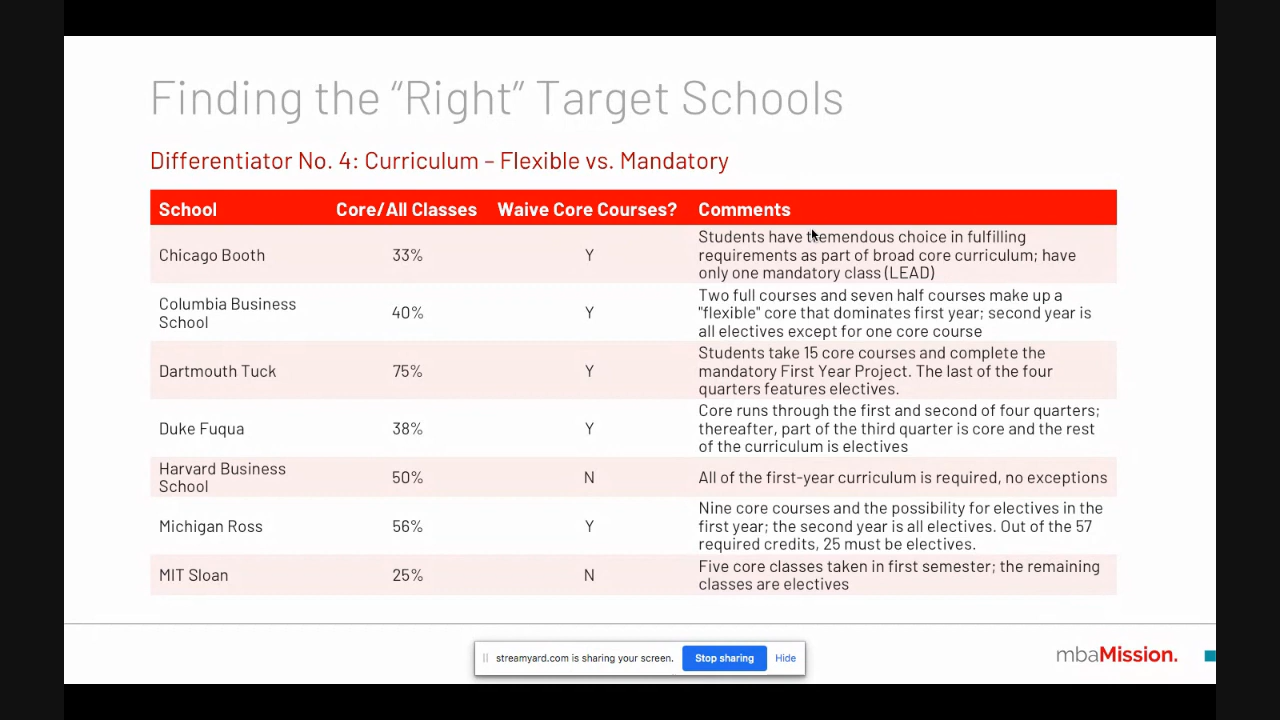 Finding the “Right” Target Schools
Differentiator No. 4: Curriculum – Flexible vs. Mandatory
School Core/All Classes Waive Core Courses? Comments
Chicago Booth 33% Y Students have tremendous choice in fulfilling
requirements as part of broad core curriculum; have
only one mandatory class (LEAD)
Columbia Business
School 40% Y Two full courses and seven half courses make up a
"flexible" core that dominates first year; second year is
all electives except for one core course
Dartmouth Tuck 75% Y Students take 15 core courses and complete the
mandatory First Year Project. The last of the four
quarters features electives.
Duke Fuqua 38% Y Core runs through the first and second of four quarters;
thereafter, part of the third quarter is core and the rest
of the curriculum is electives
Harvard Business
School 50% N All of the first-year curriculum is required, no exceptions
Michigan Ross 56% Y Nine core courses and the possibility for electives in the
first year; the second year is all electives. Out of the 57
required credits, 25 must be electives.
MIT Sloan 25% N Five core classes taken in first semester; the remaining
classes are electives
streamyard.com is sharing your screen. Stop sharing Hide
mbaMission.